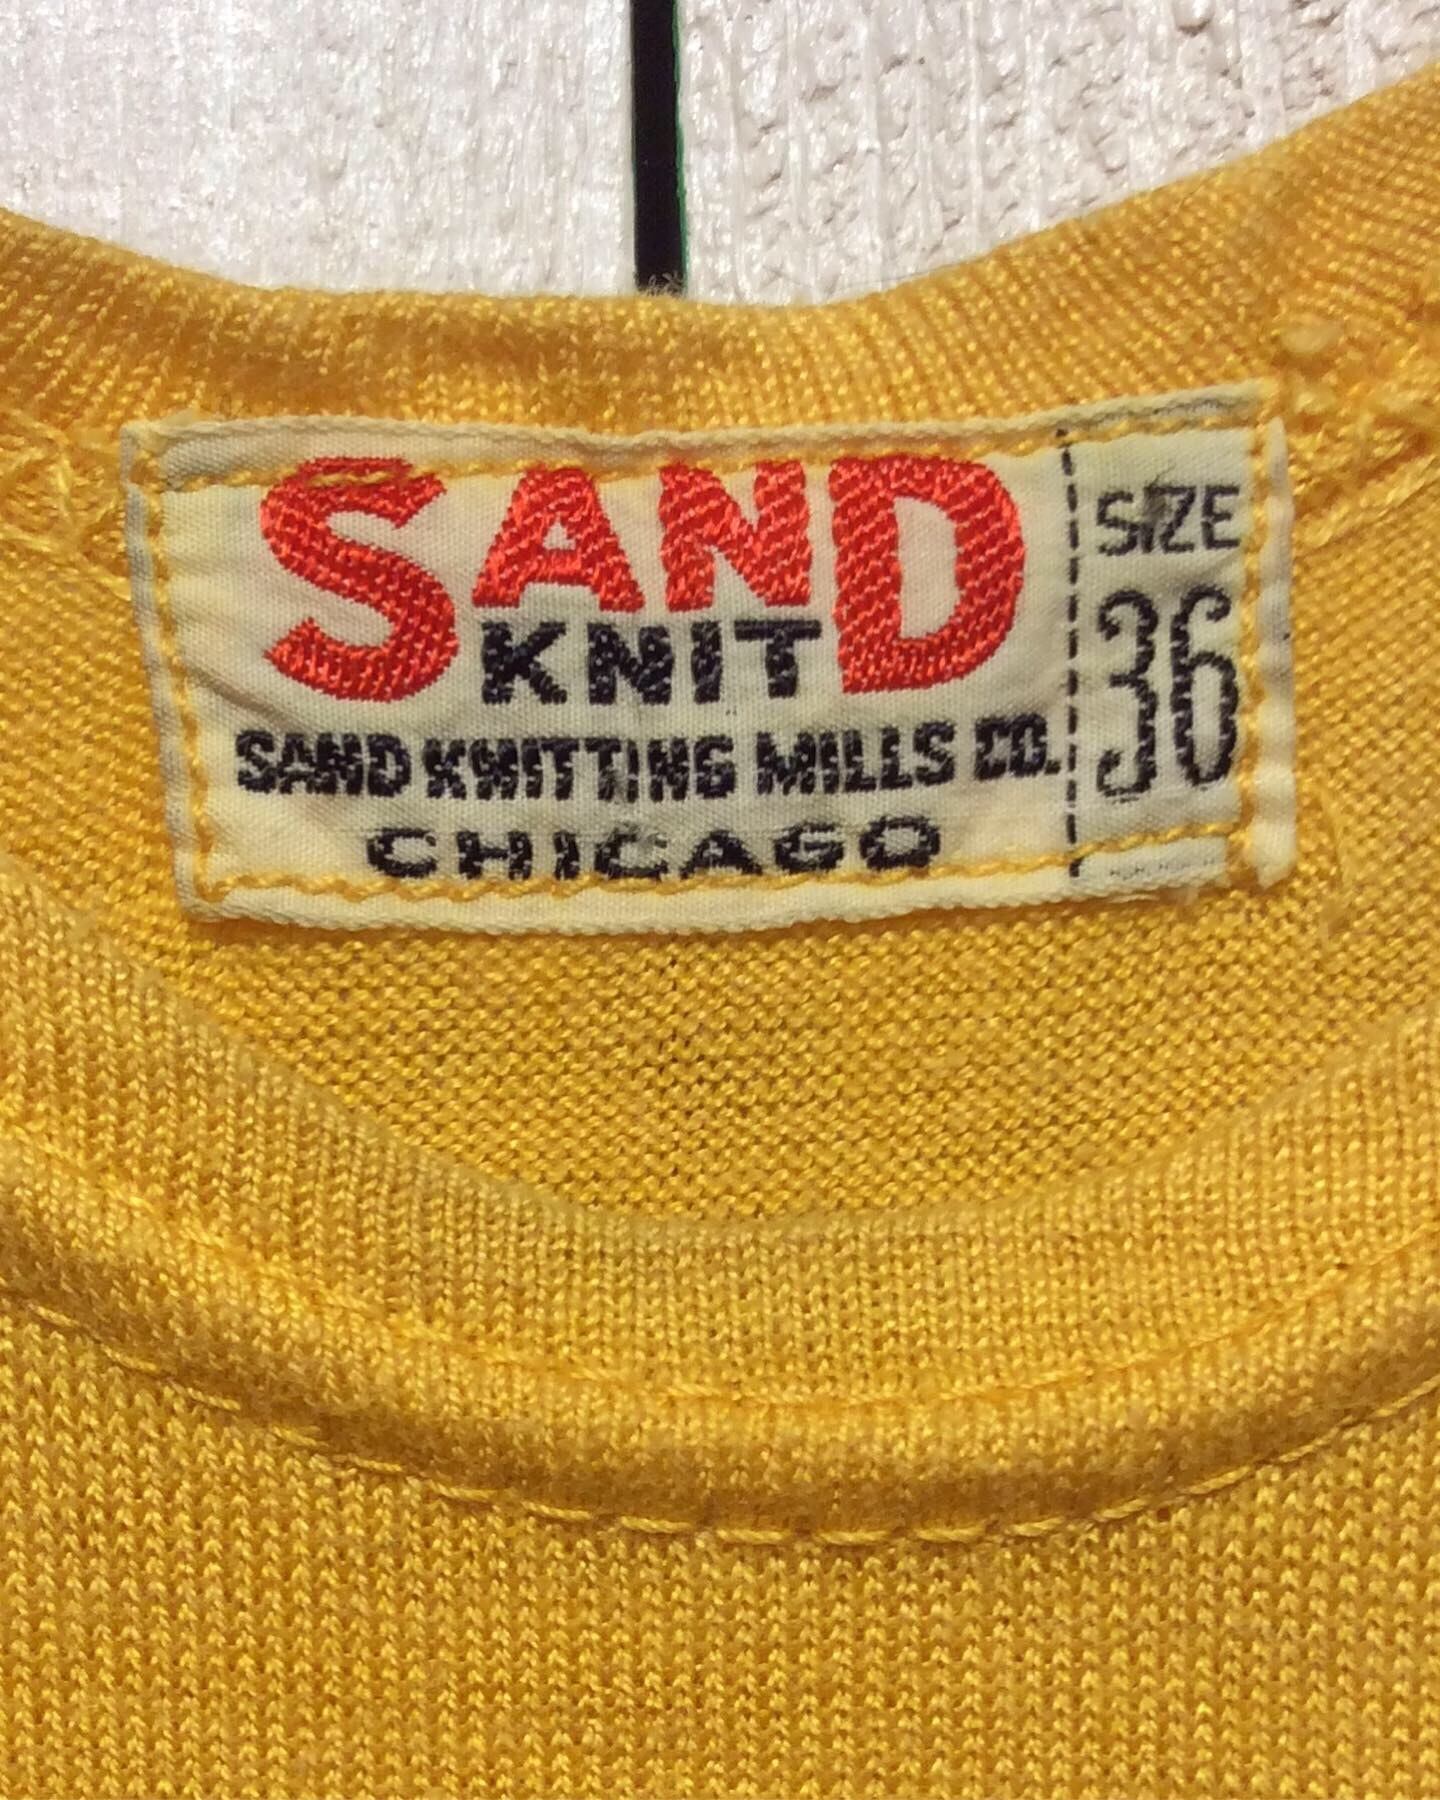 SAND
KNIT
SAND KNITTING MILLS CO.
CHICAGO
SIZE
36